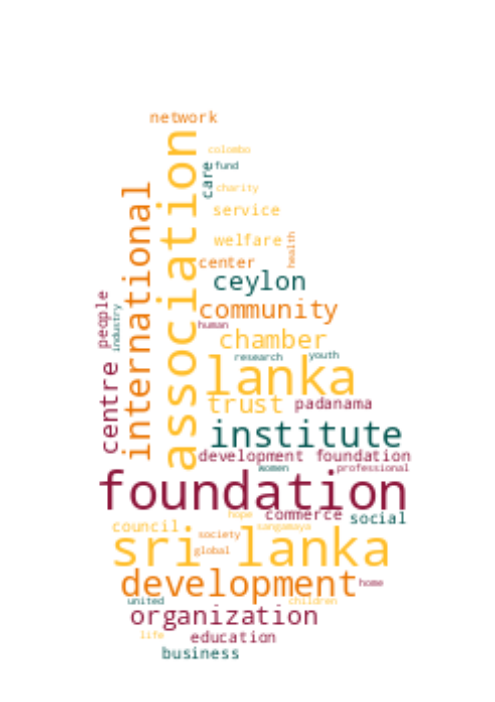 network
colombo
fund
care
charity
association
international
service
welfare
health
center
ceylon
people
industry
community
human
chamber
research
youth
lanka
centre
trust
padanama
institute
development foundation
women
professional
foundation
hope
commerce
social
council
sangamaya
society
sri lanka
global
development
home
united
children
organization
life
education
business